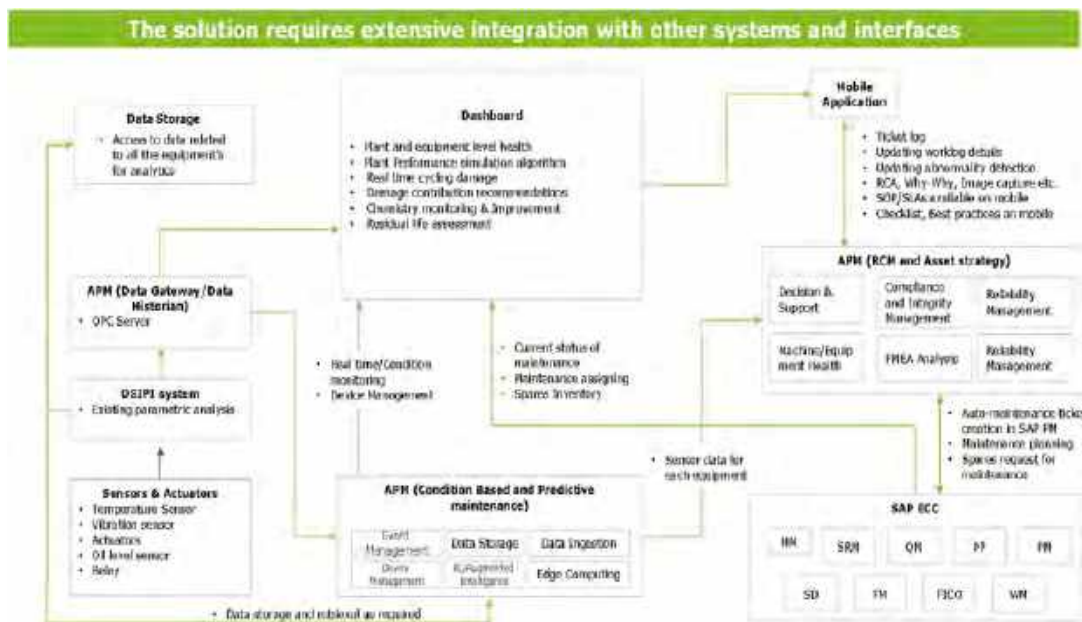 The solution requires extensive integration with other systems and interfaces
Data Storage
Access to data related
to all the equipment's
for analytics
Dashboard
Plant and equipment level health
Plant Performance simulation algorithm
Real time cycling damage
Damage contribution recommendations
Chemistry monitoring & Improvement
Residual life assessment
Mobile
Application
Ticket log
Updating worklog details
Updating abnormality detection
RCA, Why-Why, Image capture etc.
SOP/SLAs available on mobile
Checklist, Best practices on mobile
APM (Data Gateway/Data
Historian)
OPC Server
APM (RCM and Asset strategy)
Decision &
Support
Compliance
and Integrity
Management
Reliability
Management
Machine/Equip
ment Health
FMEA Analysis
Reliability
Management
OSIPI system
Existing parametric analysis
Real time/Condition
monitoring
Device Management
Current status of
maintenance
Maintenance assigning
Spares Inventory
Sensor data for
each equipment
Auto-maintenance ticke
creation in SAP PM
Maintenance planning
Spares request for
maintenance
Sensors & Actuators
Temperature Sensor
Vibration sensor
Actuators
Oil level sensor
Relay
APM (Condition Based and Predictive
maintenance)
Event
Management
Data Storage
Data Ingestion
Device
Management
AI/Augmented
Intelligence
Edge Computing
Data storage and retrieval as required
SAP ECC
MM
SRM
QM
PP
PM
SD
FM
FICO
WM